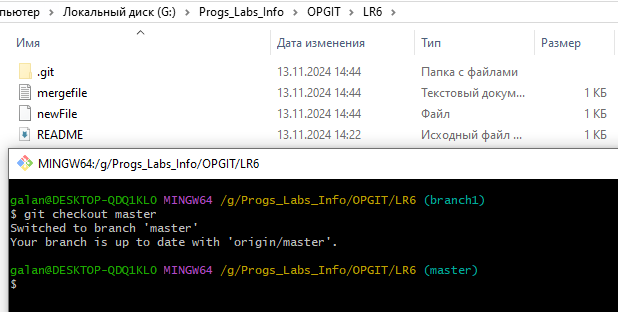 пьютер > Локальный диск (G:) > Progs_Labs_Info > OPGIT > LR6 >
Имя Дата изменения Тип Размер
.git 13.11.2024 14:44 Папка с файлами
mergefile 13.11.2024 14:44 Текстовый докум... 1 КБ
newFile 13.11.2024 14:44 Файл 1 КБ
README 13.11.2024 14:22 Исходный файл ... 1 КБ
MINGW64:/g/Progs_Labs_Info/OPGIT/LR6
galan@DESKTOP-QDQ1KLO MINGW64 /g/Progs_Labs_Info/OPGIT/LR6 (branch1)
$ git checkout master
Switched to branch 'master'
Your branch is up to date with 'origin/master'.
galan@DESKTOP-QDQ1KLO MINGW64 /g/Progs_Labs_Info/OPGIT/LR6 (master)
$